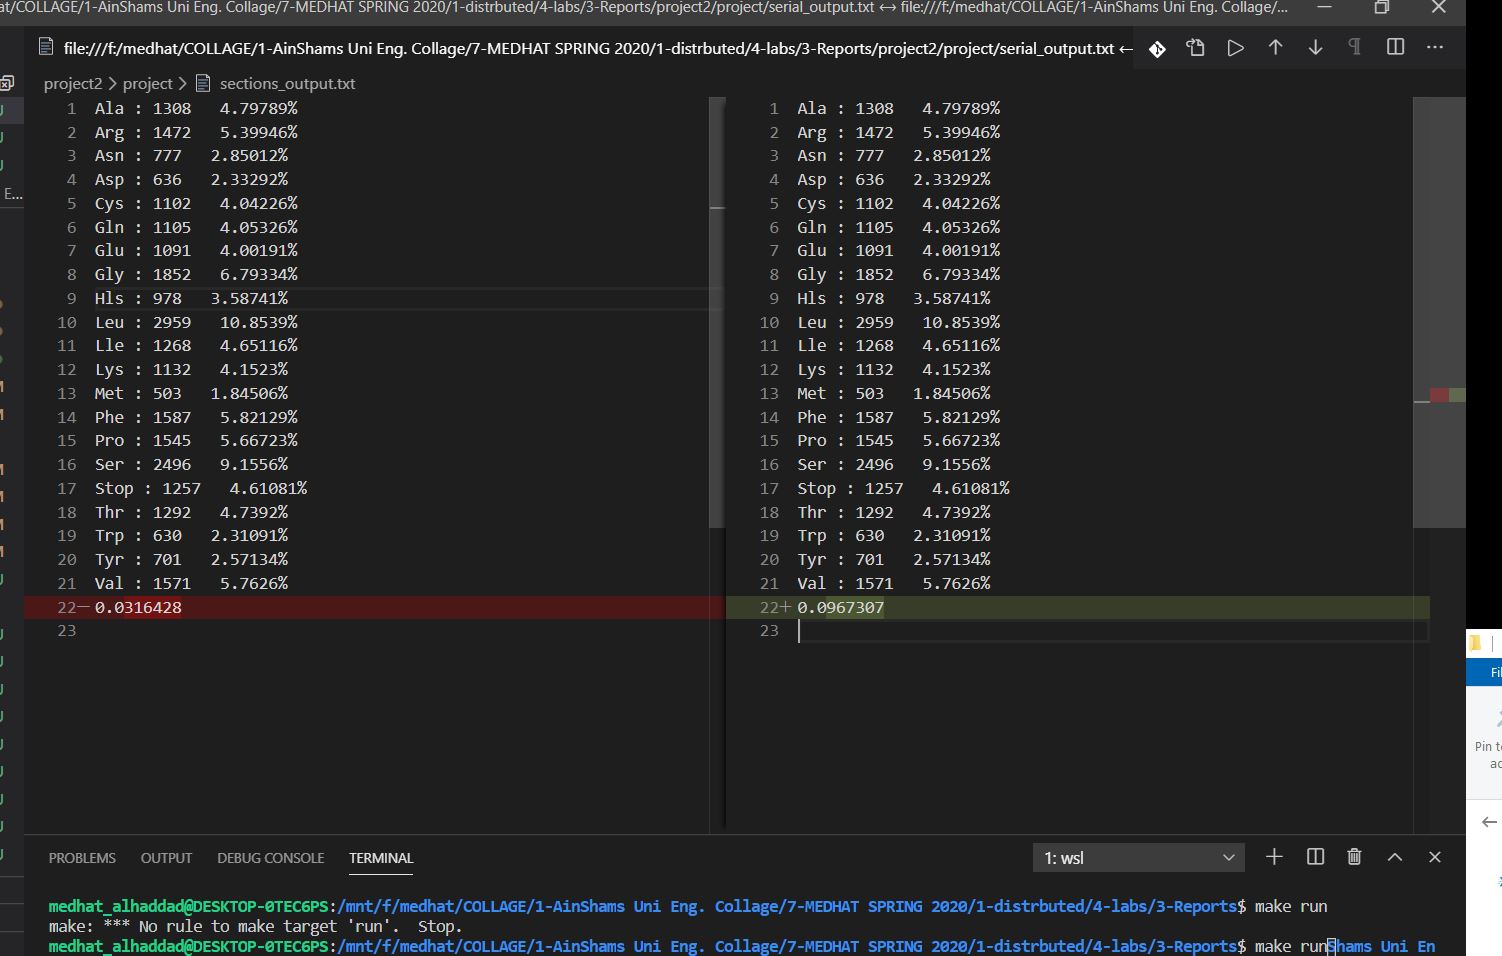 at/COLLAGE/1-AinShams Uni Eng. Collage/7-MEDHAT SPRING 2020/1-distrbuted/4-labs/3-Reports/project2/project/serial_output.txt ↔ file:///f:/medhat/COLLAGE/1-AinShams Uni Eng. Collage/...
file:///f:/medhat/COLLAGE/1-AinShams Uni Eng. Collage/7-MEDHAT SPRING 2020/1-distrbuted/4-labs/3-Reports/project2/project/serial_output.txt ←
project2 > project > sections_output.txt
1 Ala : 1308 4.79789%
2 Arg : 1472 5.39946%
3 Asn : 777 2.85012%
4 Asp : 636 2.33292%
5 Cys : 1102 4.04226%
6 Gln : 1105 4.05326%
7 Glu : 1091 4.00191%
8 Gly : 1852 6.79334%
9 Hls : 978 3.58741%
10 Leu : 2959 10.8539%
11 Lle : 1268 4.65116%
12 Lys : 1132 4.1523%
13 Met : 503 1.84506%
14 Phe : 1587 5.82129%
15 Pro : 1545 5.66723%
16 Ser : 2496 9.1556%
17 Stop : 1257 4.61081%
18 Thr : 1292 4.7392%
19 Trp : 630 2.31091%
20 Tyr : 701 2.57134%
21 Val : 1571 5.7626%
22− 0.0316428
23
1 Ala : 1308 4.79789%
2 Arg : 1472 5.39946%
3 Asn : 777 2.85012%
4 Asp : 636 2.33292%
5 Cys : 1102 4.04226%
6 Gln : 1105 4.05326%
7 Glu : 1091 4.00191%
8 Gly : 1852 6.79334%
9 Hls : 978 3.58741%
10 Leu : 2959 10.8539%
11 Lle : 1268 4.65116%
12 Lys : 1132 4.1523%
13 Met : 503 1.84506%
14 Phe : 1587 5.82129%
15 Pro : 1545 5.66723%
16 Ser : 2496 9.1556%
17 Stop : 1257 4.61081%
18 Thr : 1292 4.7392%
19 Trp : 630 2.31091%
20 Tyr : 701 2.57134%
21 Val : 1571 5.7626%
22+ 0.0967307
23
E...
M
M
M
M
M
M
Fi
Pin t
ac
PROBLEMS OUTPUT DEBUG CONSOLE TERMINAL 1: wsl
medhat_alhaddad@DESKTOP-0TEC6PS:/mnt/f/medhat/COLLAGE/1-AinShams Uni Eng. Collage/7-MEDHAT SPRING 2020/1-distrbuted/4-labs/3-Reports$ make run
make: *** No rule to make target 'run'. Stop.
medhat_alhaddad@DESKTOP-0TEC6PS:/mnt/f/medhat/COLLAGE/1-AinShams Uni Eng. Collage/7-MEDHAT SPRING 2020/1-distrbuted/4-labs/3-Reports$ make runShams Uni En